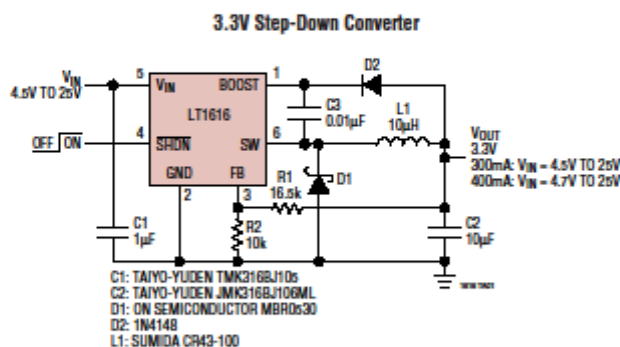 3.3V Step-Down Converter
VIN
4.5V TO 25V
5
VIN
BOOST
1
D2
LT1616
C3
0.01µF
L1
10µH
OFF ON
4
SHDN
SW
6
VOUT
3.3V
300mA: VIN = 4.5V TO 25V
400mA: VIN = 4.7V TO 25V
GND
FB
R1
16.5k
D1
2
3
C1
1µF
R2
10k
C2
10µF
C1: TAIYO-YUDEN TMK316BJ105
C2: TAIYO-YUDEN JMK316BJ106ML
D1: ON SEMICONDUCTOR MBR0530
D2: 1N4148
L1: SUMIDA CR43-100